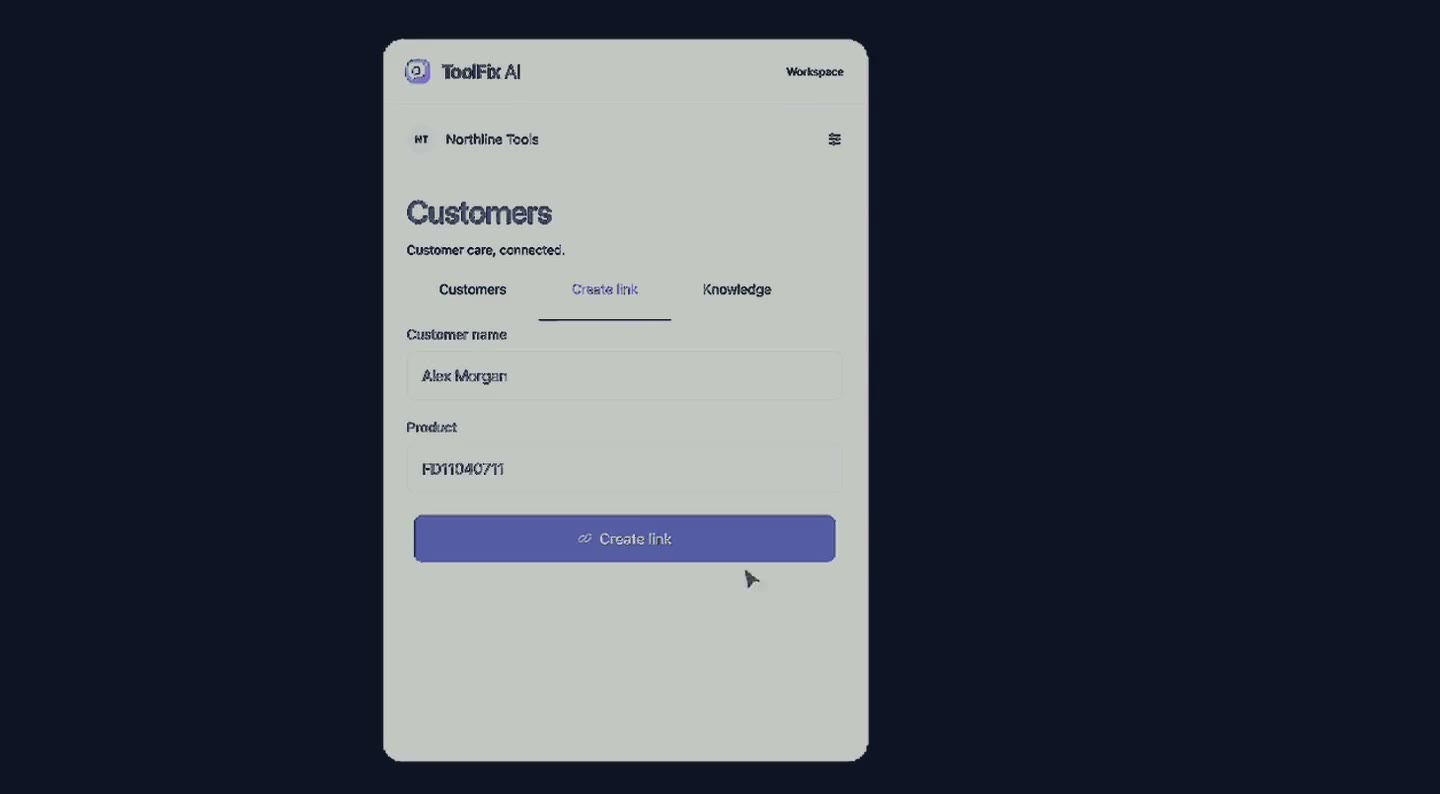 ToolFix AI
Workspace
NT
Northline Tools
Customers
Customer care, connected.
Customers
Create link
Knowledge
Customer name
Alex Morgan
Product
FD11040711
Create link